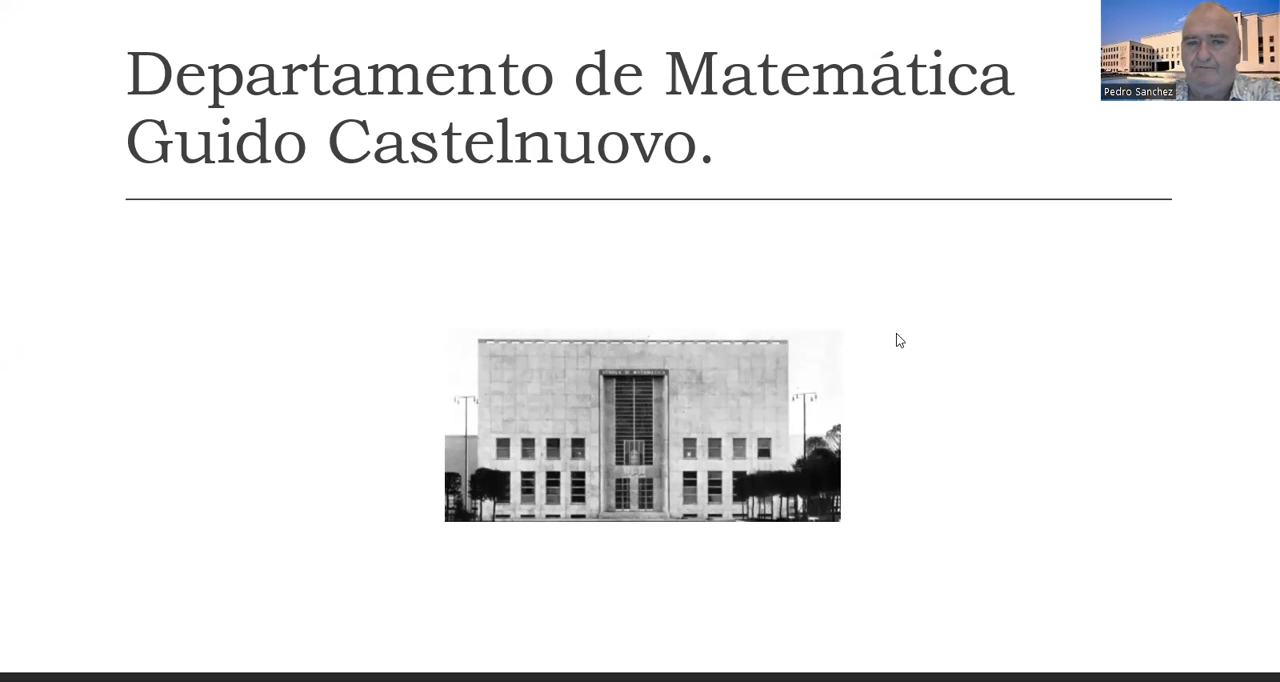 Departamento de Matemática
Guido Castelnuovo.
Pedro Sanchez